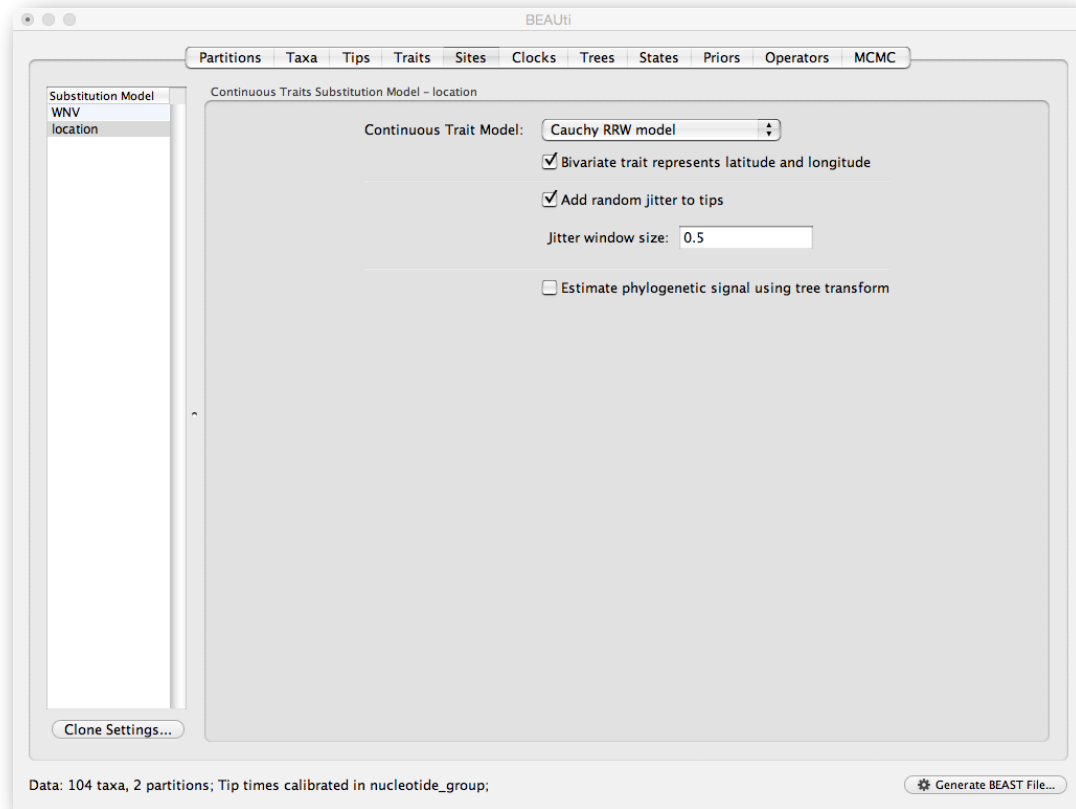 BEAUti
Partitions Taxa Tips Traits Sites Clocks Trees States Priors Operators MCMC
Substitution Model
WNV
location
Continuous Traits Substitution Model – location
Continuous Trait Model: Cauchy RRW model
Bivariate trait represents latitude and longitude
Add random jitter to tips
Jitter window size: 0.5
Estimate phylogenetic signal using tree transform
Clone Settings...
Data: 104 taxa, 2 partitions; Tip times calibrated in nucleotide_group;
Generate BEAST File...